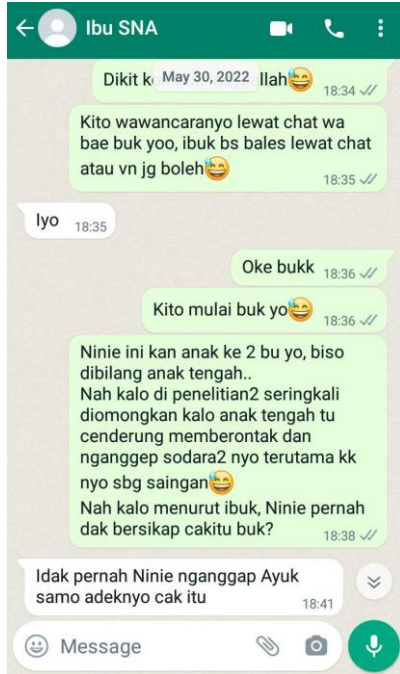 Ibu SNA
Dikit k
May 30, 2022
llah😅
18:34
Kito wawancaranyo lewat chat wa
bae buk yoo, ibuk bs bales lewat chat
atau vn jg boleh😅
18:35
Iyo 18:35
Oke bukk 18:36
Kito mulai buk yo😅
18:36
Ninie ini kan anak ke 2 bu yo, biso
dibilang anak tengah..
Nah kalo di penelitian2 seringkali
diomongkan kalo anak tengah tu
cenderung memberontak dan
nganggep sodara2 nyo terutama kk
nyo sbg saingan😅
Nah kalo menurut ibuk, Ninie pernah
dak bersikap cakitu buk?
18:38
Idak pernah Ninie nganggap Ayuk
samo adeknyo cak itu
18:41
Message